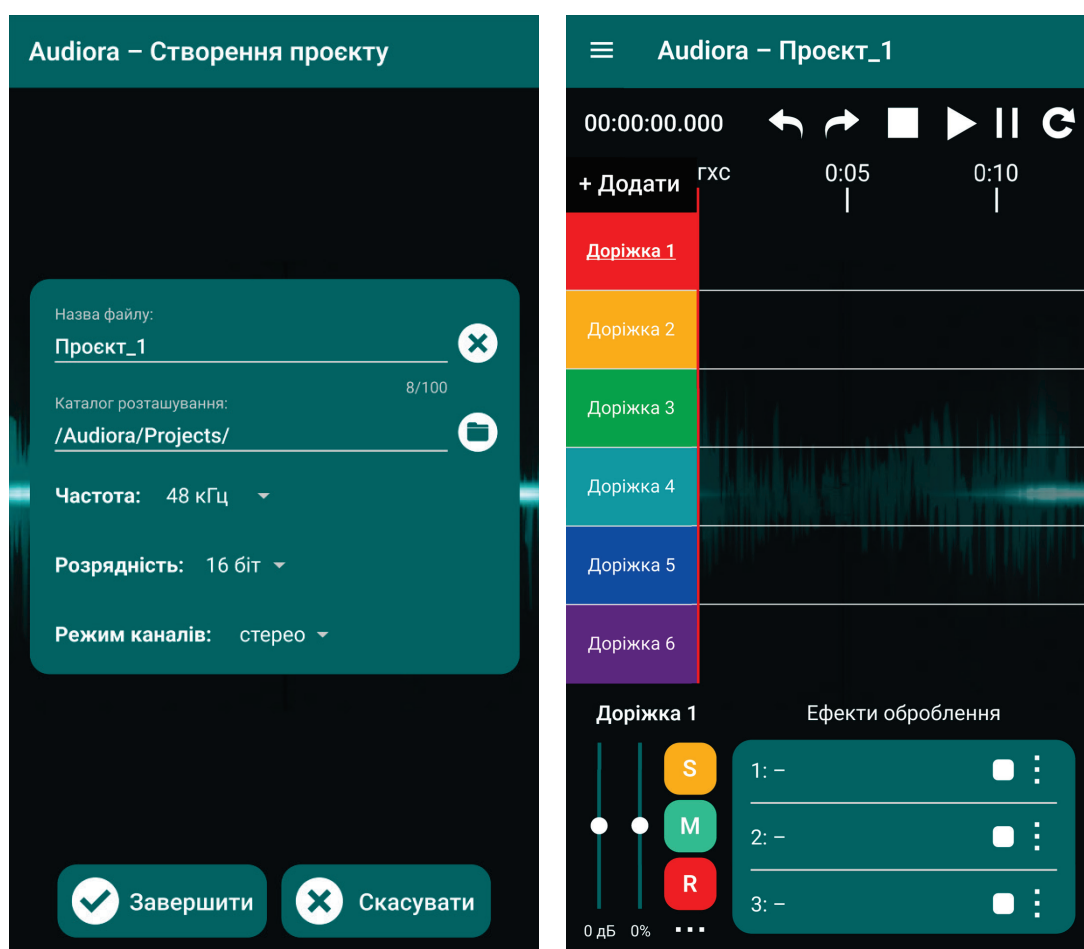 Audiora – Створення проєкту
Назва файлу:
Проєкт_1
8/100
Каталог розташування:
/Audiora/Projects/
Частота: 48 кГц
Розрядність: 16 біт
Режим каналів: стерео
Завершити
Скасувати
Audiora – Проєкт_1
00:00:00.000
+ Додати
гхс 0:05 0:10
Доріжка 1
Доріжка 2
Доріжка 3
Доріжка 4
Доріжка 5
Доріжка 6
Доріжка 1
S
M
R
0 дБ 0%
Ефекти оброблення
1: –
2: –
3: –